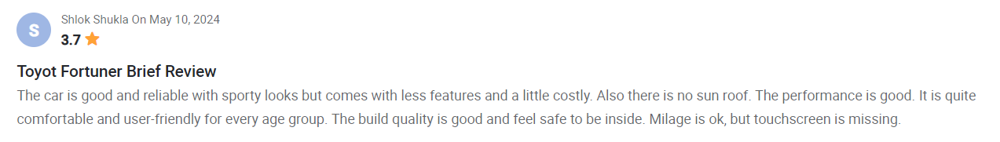 S
Shlok Shukla On May 10, 2024
3.7
Toyot Fortuner Brief Review
The car is good and reliable with sporty looks but comes with less features and a little costly. Also there is no sun roof. The performance is good. It is quite
comfortable and user-friendly for every age group. The build quality is good and feel safe to be inside. Milage is ok, but touchscreen is missing.